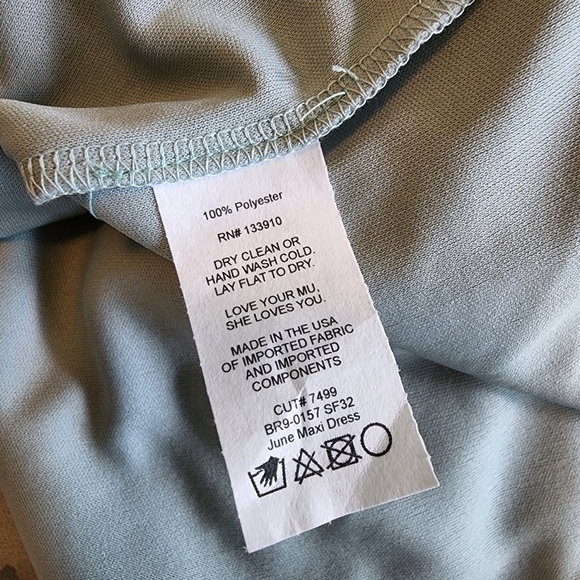 100% Polyester
RN# 133910
DRY CLEAN OR
HAND WASH COLD.
LAY FLAT TO DRY.
LOVE YOUR MU,
SHE LOVES YOU.
MADE IN THE USA
OF IMPORTED FABRIC
AND IMPORTED
COMPONENTS
CUT# 7499
BR9-0157 SF32
June Maxi Dress